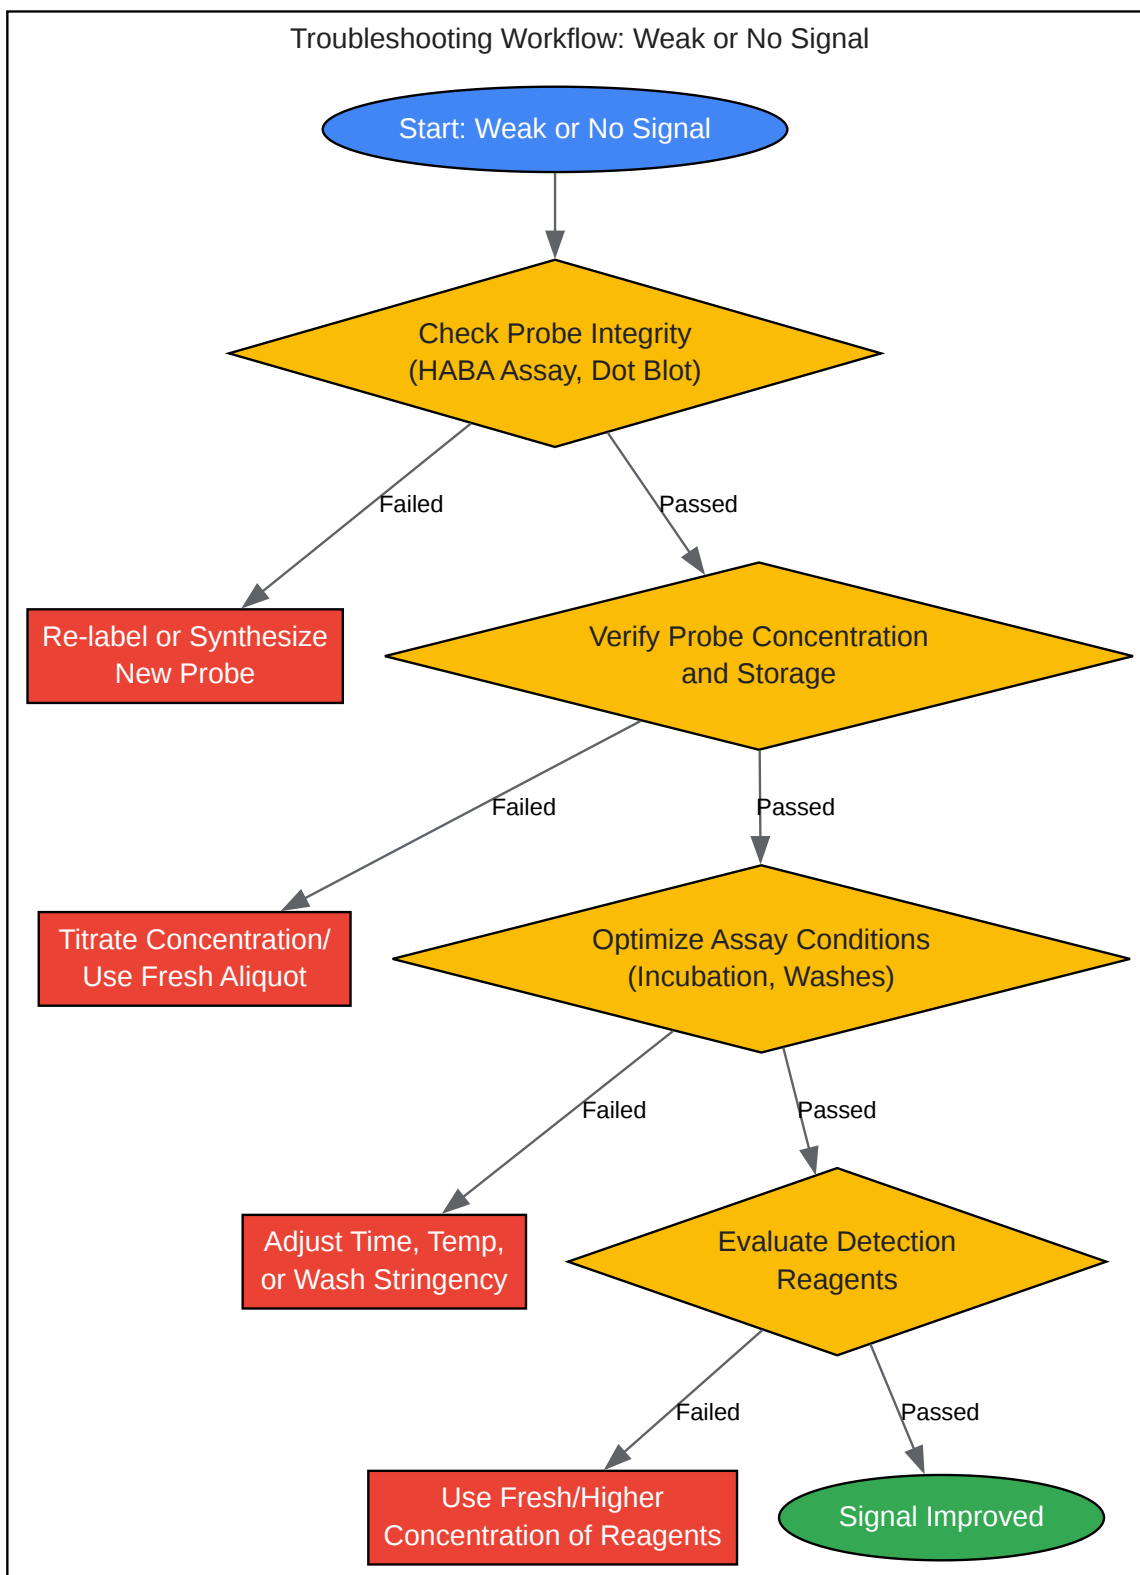 Troubleshooting Workflow: Weak or No Signal
Start: Weak or No Signal
Check Probe Integrity
(HABA Assay, Dot Blot)
Failed
Passed
Re-label or Synthesize
New Probe
Verify Probe Concentration
and Storage
Failed
Passed
Titrate Concentration/
Use Fresh Aliquot
Optimize Assay Conditions
(Incubation, Washes)
Failed
Passed
Adjust Time, Temp,
or Wash Stringency
Evaluate Detection
Reagents
Failed
Passed
Use Fresh/Higher
Concentration of Reagents
Signal Improved